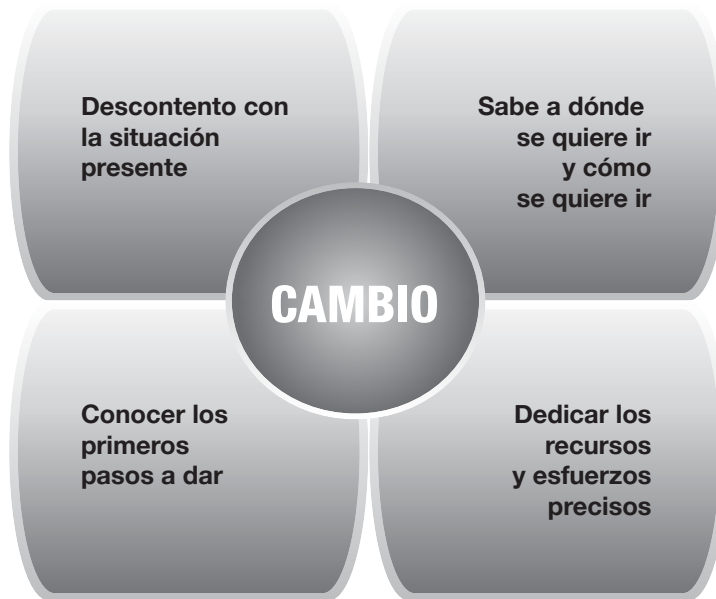 Descontento con
la situación
presente
Sabe a dónde
se quiere ir
y cómo
se quiere ir
CAMBIO
Conocer los
primeros
pasos a dar
Dedicar los
recursos
y esfuerzos
precisos